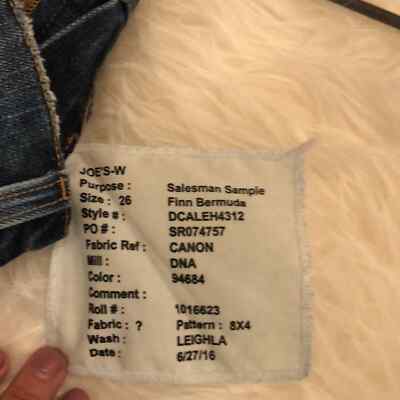 JOE'S-W
Purpose : Salesman Sample
Size : 26 Finn Bermuda
Style # : DCALEH4312
PO # : SR074757
Fabric Ref : CANON
Mill : DNA
Color : 94684
Comment :
Roll # : 1016623
Fabric : ? Pattern : 8X4
Wash : LEIGHLA
Date : 6/27/16